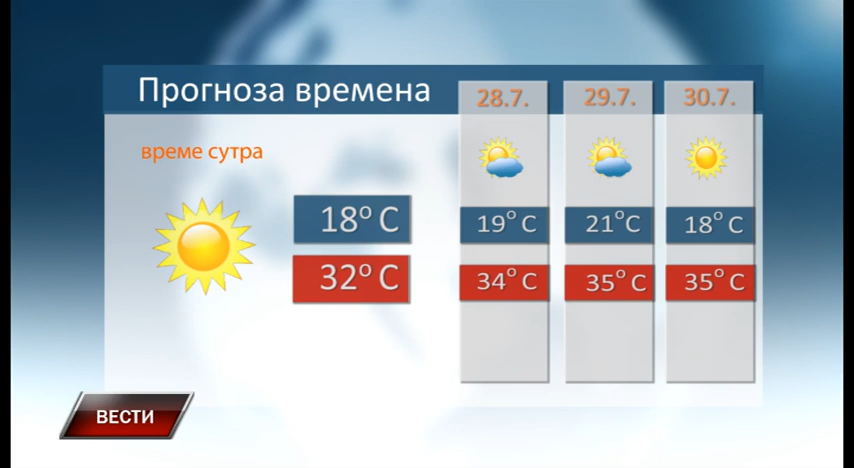 Прогноза времена
28.7. 29.7. 30.7.
време сутра
18° C
32° C
19° C 21°C 18° C
34° C 35° C 35° C
ВЕСТИ